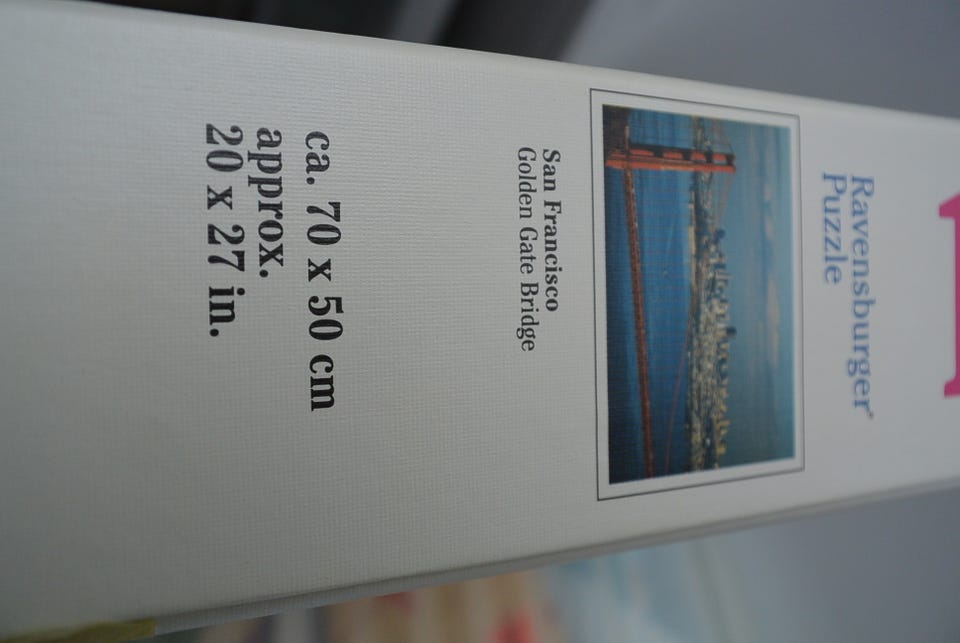 Ravensburger
Puzzle
San Francisco
Golden Gate Bridge
ca. 70 x 50 cm
approx.
20 x 27 in.